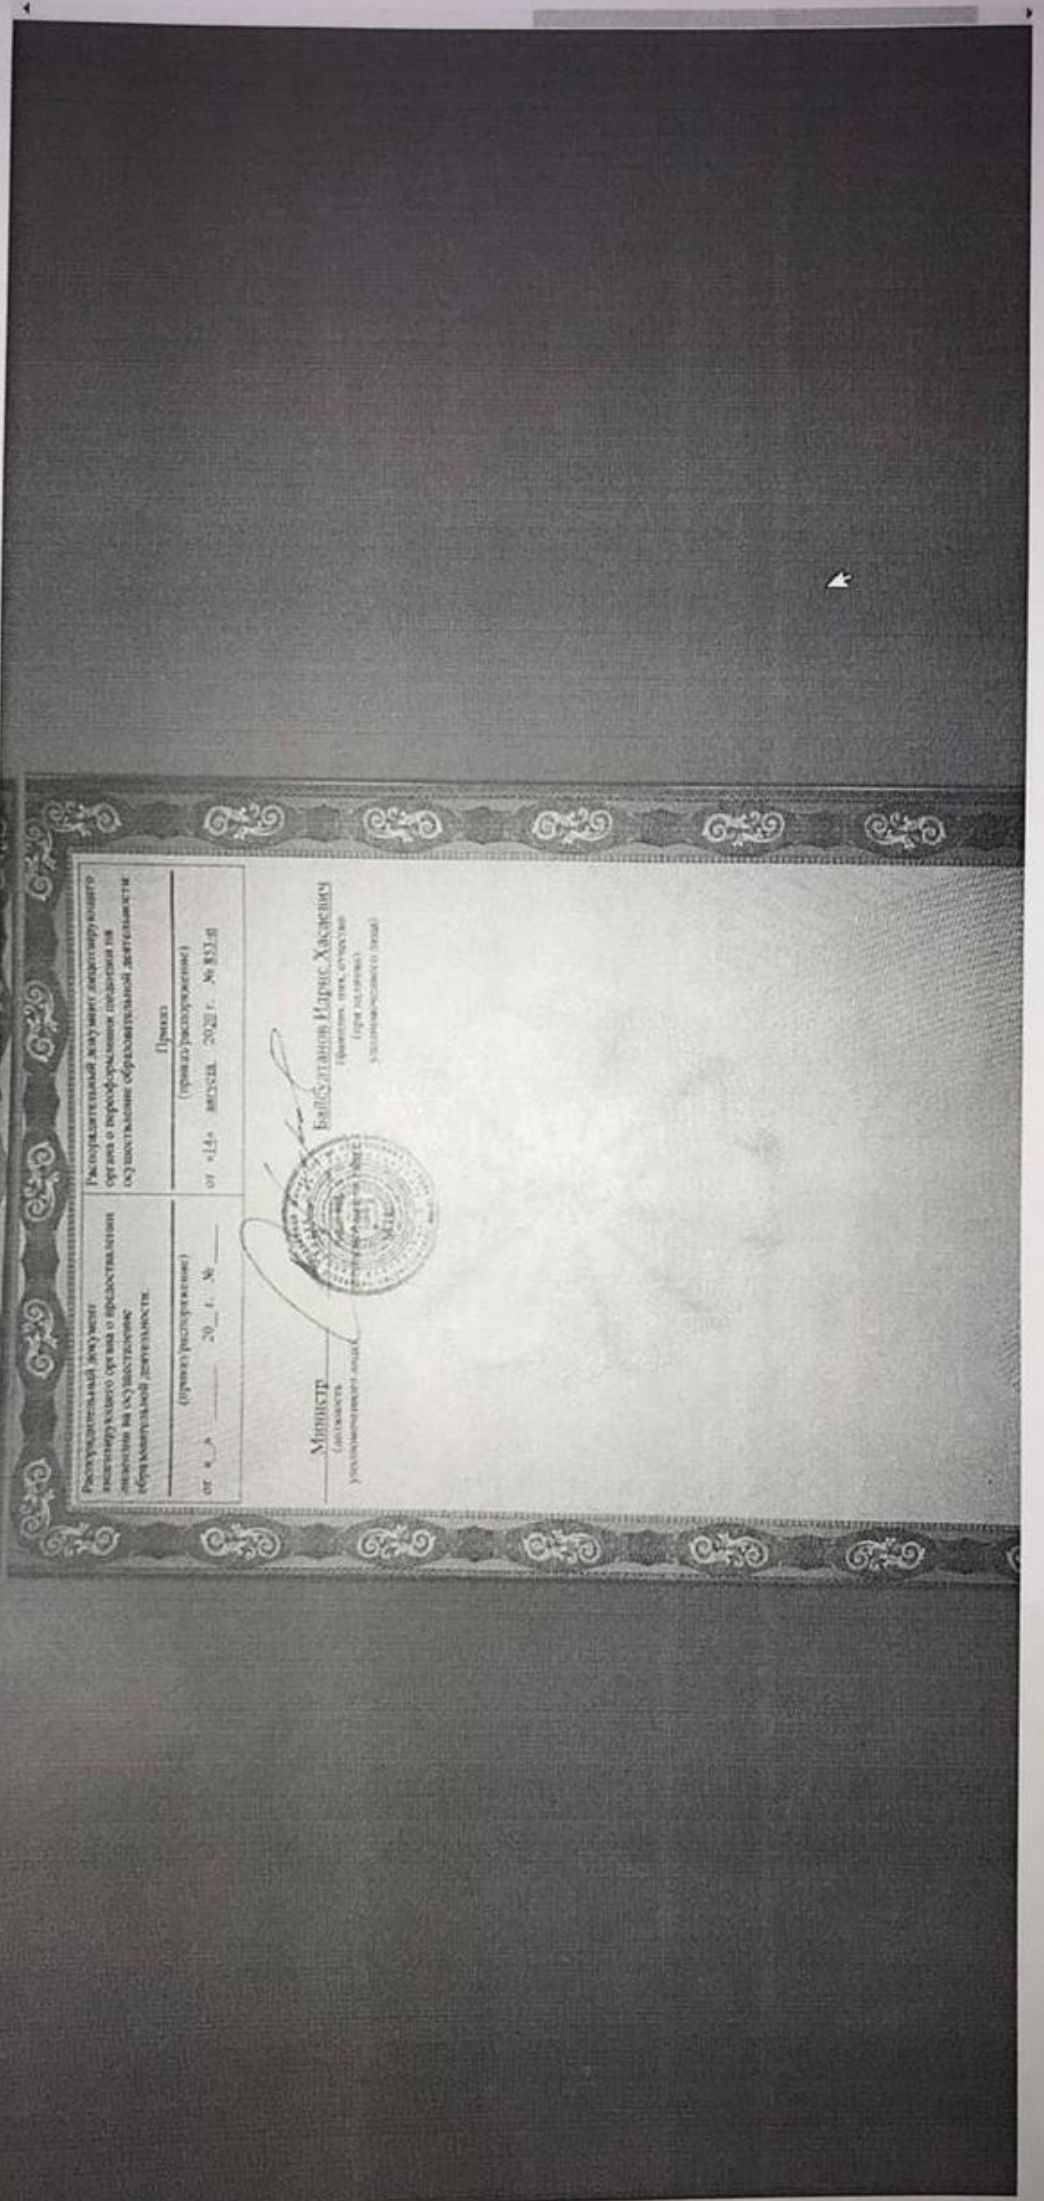 Распорядительный документ
лицензирующего органа о предоставлении
лицензии на осуществление
образовательной деятельности:
(приказ/распоряжение)
от «__» ________ 20__ г. № ____
Распорядительный документ лицензирующего
органа о переоформлении лицензии на
осуществление образовательной деятельности:
Приказ
(приказ/распоряжение)
от «14» августа 2020 г. № 853-п
Министр
(должность
уполномоченного лица)
Байсултанов Идрис Хасаевич
(фамилия, имя, отчество
(при наличии)
уполномоченного лица)